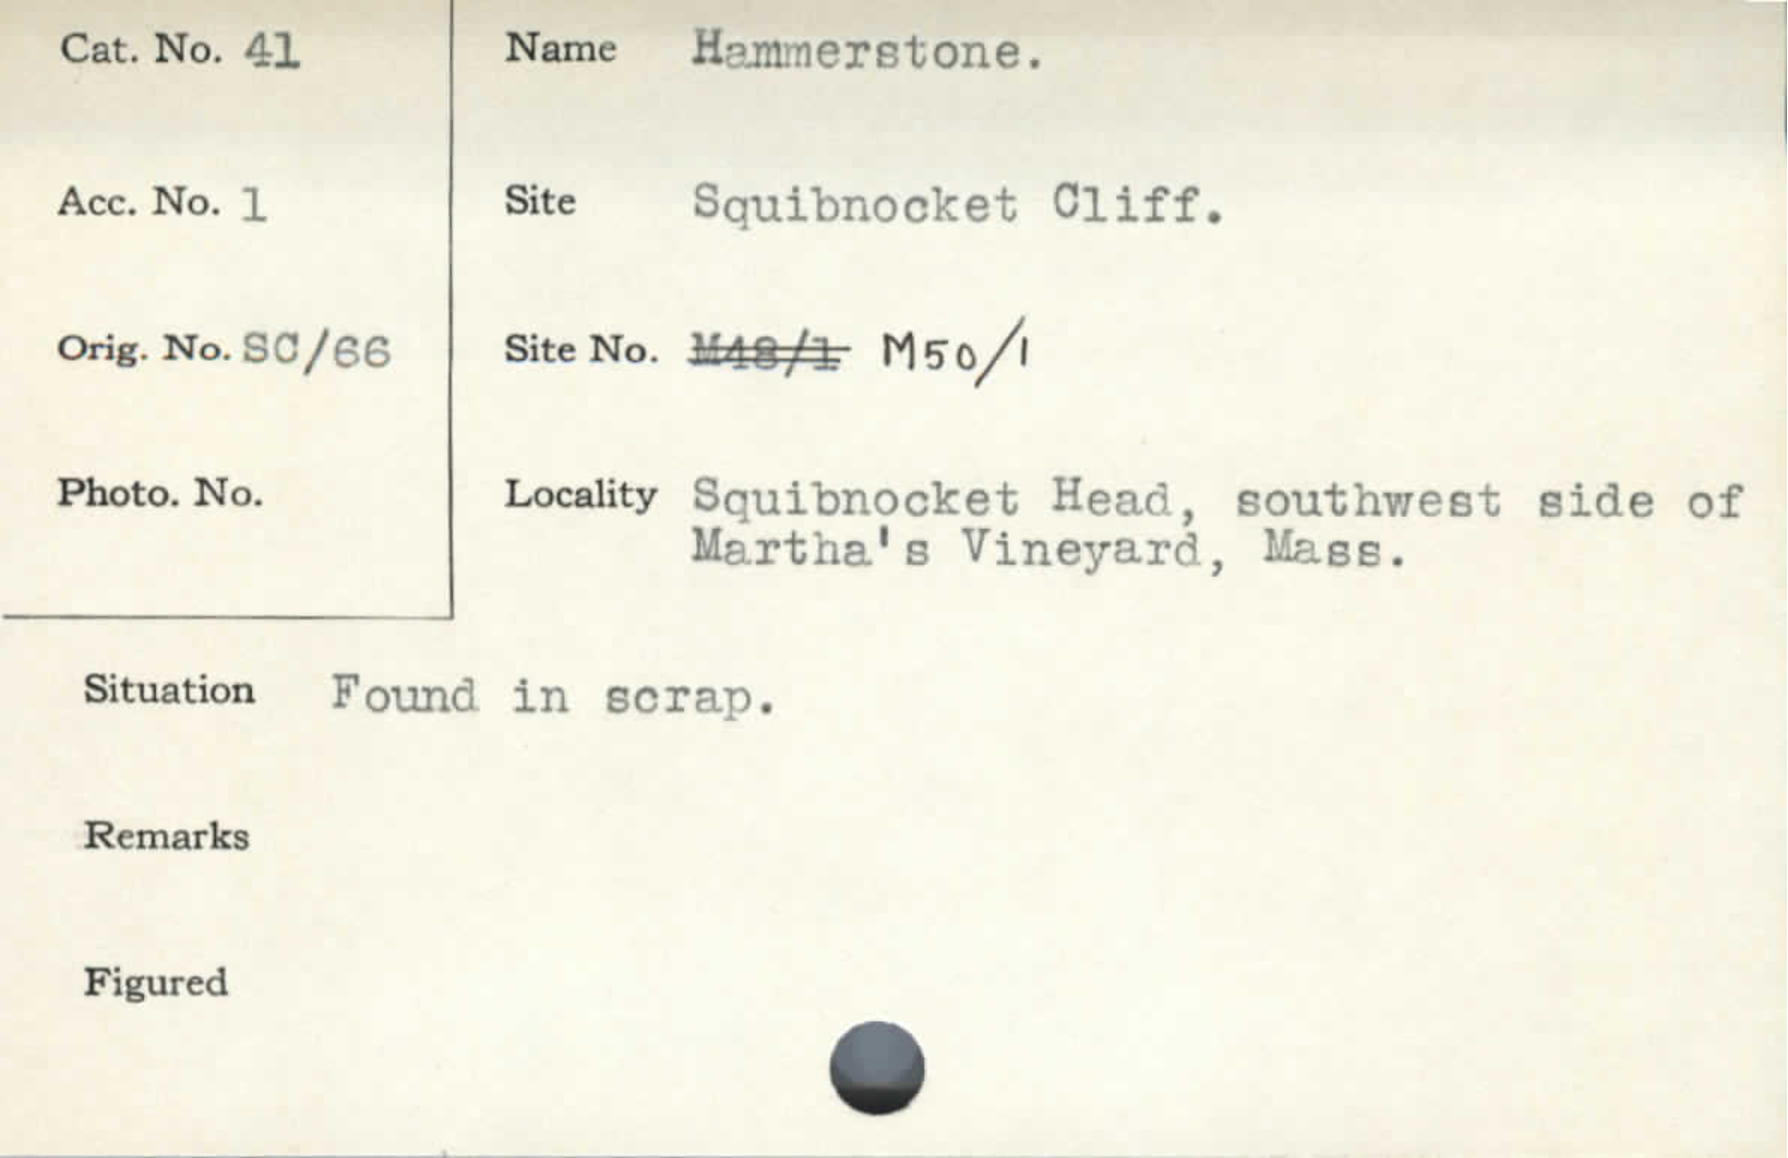 Cat. No. 41
Name Hammerstone.
Acc. No. 1
Site Squibnocket Cliff.
Orig. No. SC/66
Site No. M48/1 M50/1
Photo. No.
Locality Squibnocket Head, southwest side of
Martha's Vineyard, Mass.
Situation Found in scrap.
Remarks
Figured